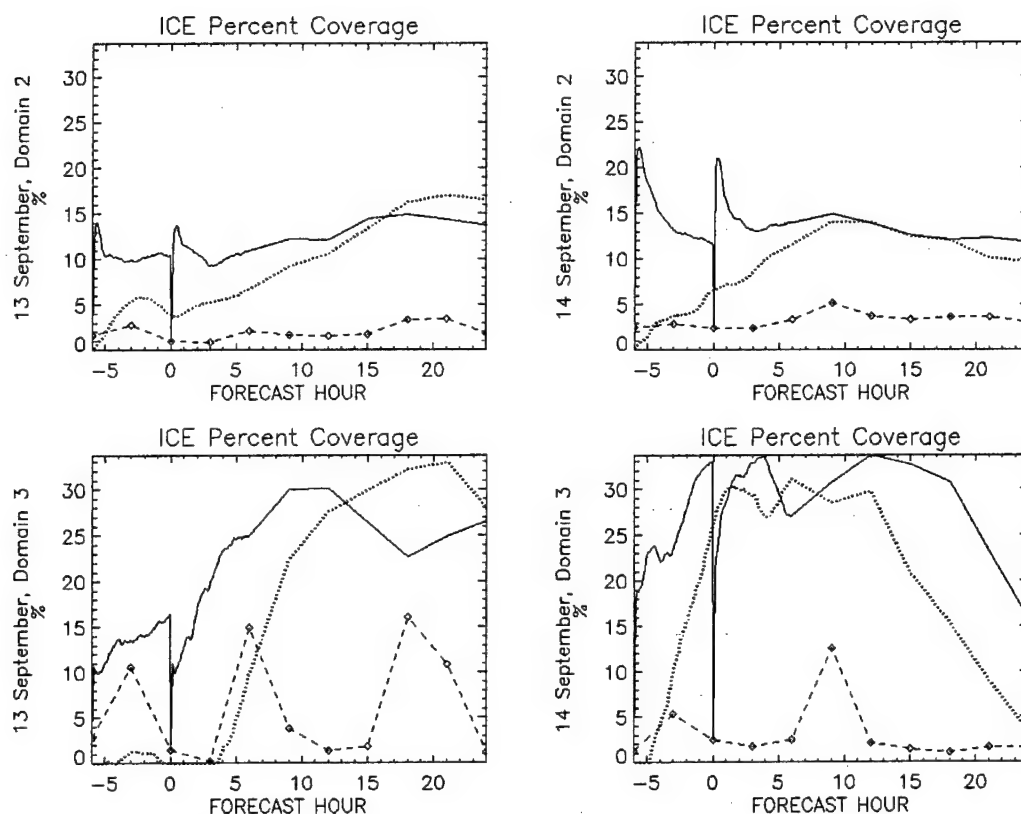 ICE Percent Coverage
13 September, Domain 2
%
30
25
20
15
10
5
0
-5 0 5 10 15 20
FORECAST HOUR
ICE Percent Coverage
14 September, Domain 2
%
30
25
20
15
10
5
0
-5 0 5 10 15 20
FORECAST HOUR
ICE Percent Coverage
13 September, Domain 3
%
30
25
20
15
10
5
0
-5 0 5 10 15 20
FORECAST HOUR
ICE Percent Coverage
14 September, Domain 3
%
30
25
20
15
10
5
0
-5 0 5 10 15 20
FORECAST HOUR